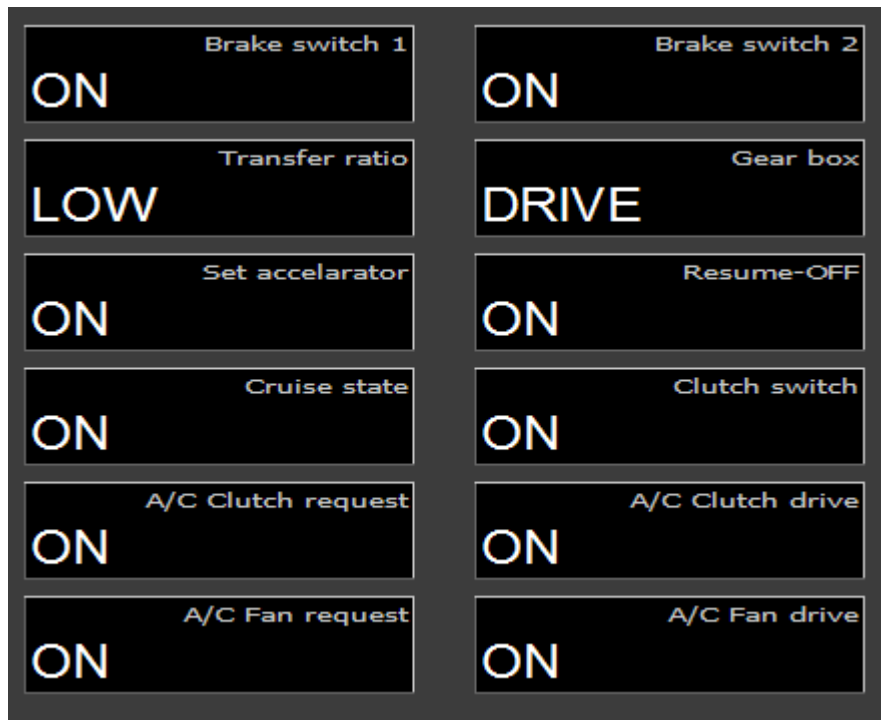 Brake switch 1
ON
Brake switch 2
ON
Transfer ratio
LOW
Gear box
DRIVE
Set accelarator
ON
Resume-OFF
ON
Cruise state
ON
Clutch switch
ON
A/C Clutch request
ON
A/C Clutch drive
ON
A/C Fan request
ON
A/C Fan drive
ON